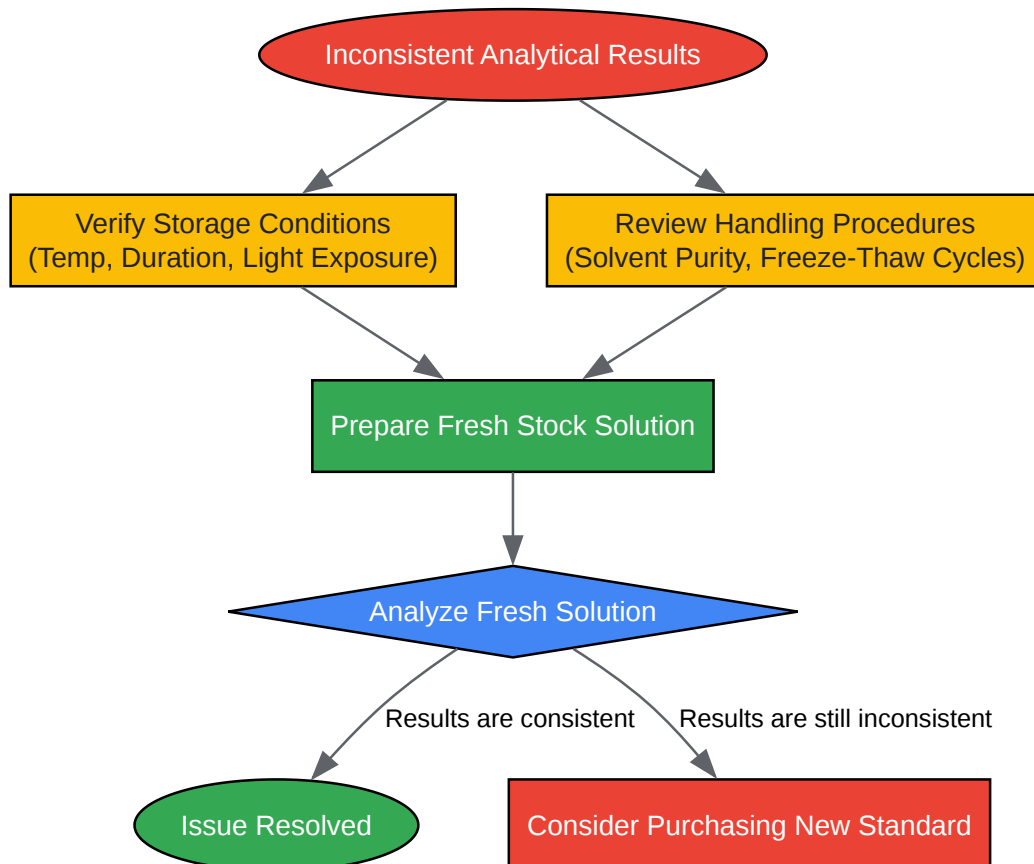 Inconsistent Analytical Results
Verify Storage Conditions
(Temp, Duration, Light Exposure)
Review Handling Procedures
(Solvent Purity, Freeze-Thaw Cycles)
Prepare Fresh Stock Solution
Analyze Fresh Solution
Results are consistent
Results are still inconsistent
Issue Resolved
Consider Purchasing New Standard